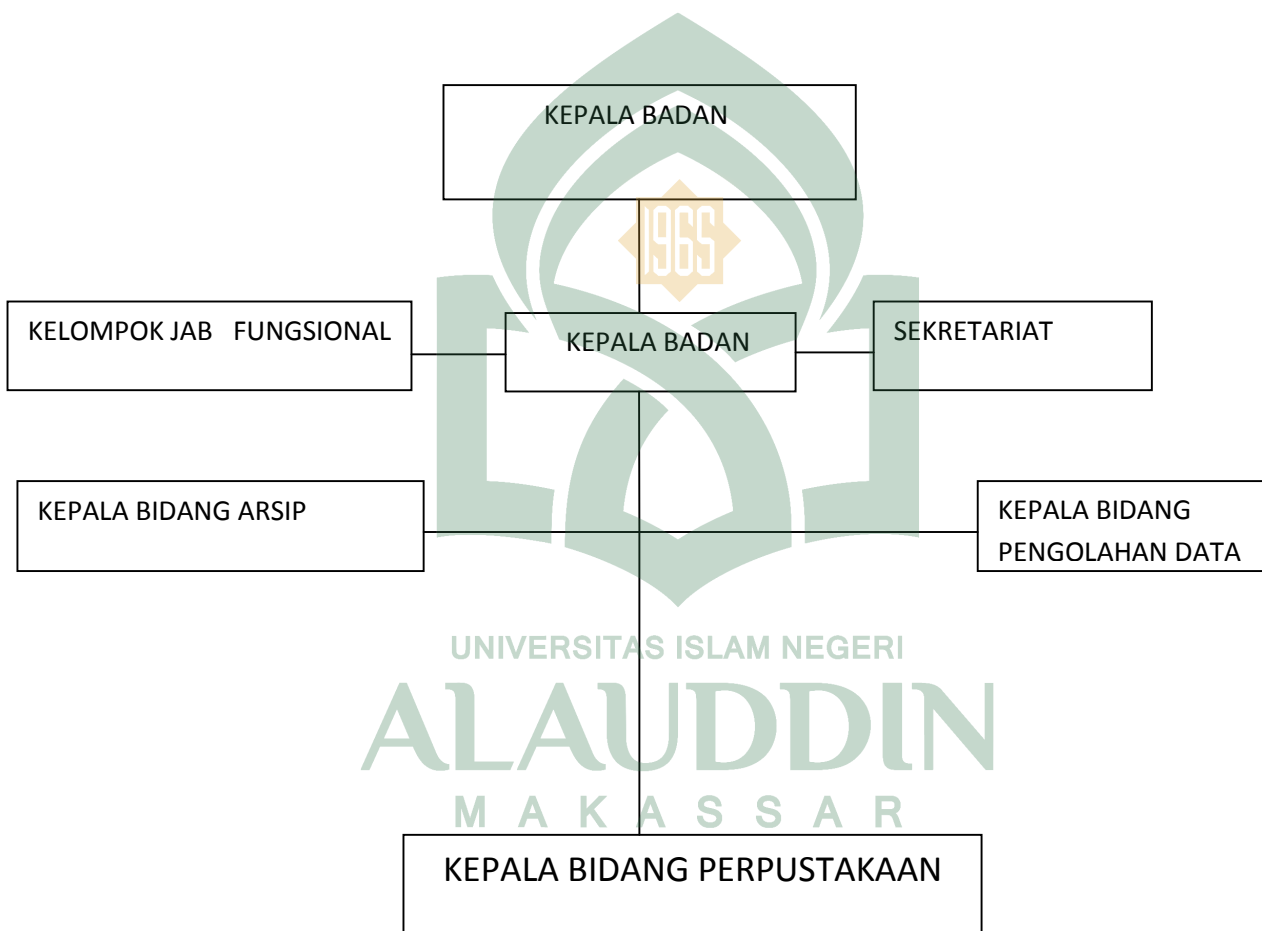 KEPALA BADAN
1965
KELOMPOK JAB FUNGSIONAL
KEPALA BADAN
SEKRETARIAT
KEPALA BIDANG ARSIP
KEPALA BIDANG
PENGOLAHAN DATA
UNIVERSITAS ISLAM NEGERI
ALAUDDIN
MAKASSAR
KEPALA BIDANG PERPUSTAKAAN